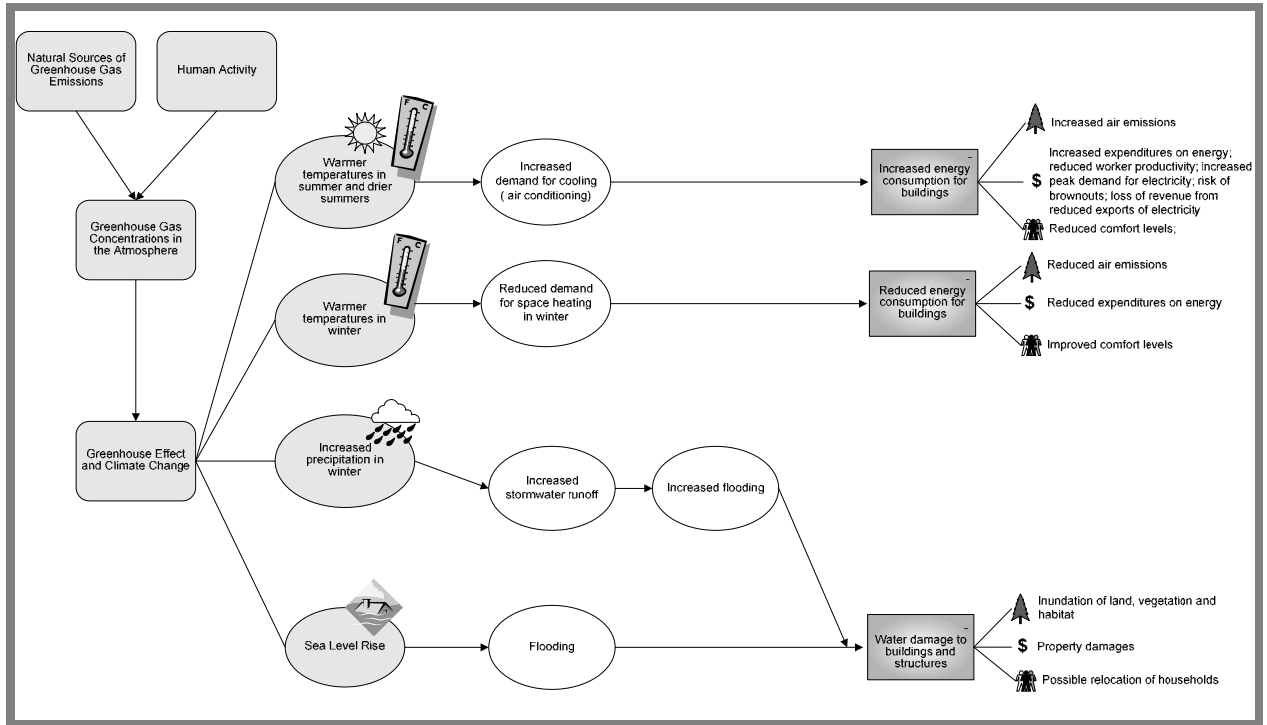 Natural Sources of
Greenhouse Gas
Emissions
Human Activity
Greenhouse Gas
Concentrations in
the Atmosphere
Greenhouse Effect
and Climate Change
F C
Warmer
temperatures in
summer and drier
summers
Increased
demand for cooling
( air conditioning)
Increased energy
consumption for
buildings
Increased air emissions
$
Increased expenditures on energy;
reduced worker productivity; increased
peak demand for electricity; risk of
brownouts; loss of revenue from
reduced exports of electricity
Reduced comfort levels;
F C
Warmer
temperatures in
winter
Reduced demand
for space heating
in winter
Reduced energy
consumption for
buildings
Reduced air emissions
$ Reduced expenditures on energy
Improved comfort levels
Increased
precipitation in
winter
Increased
stormwater runoff
Increased flooding
Sea Level Rise
Flooding
Water damage to
buildings and
structures
Inundation of land, vegetation and
habitat
$ Property damages
Possible relocation of households